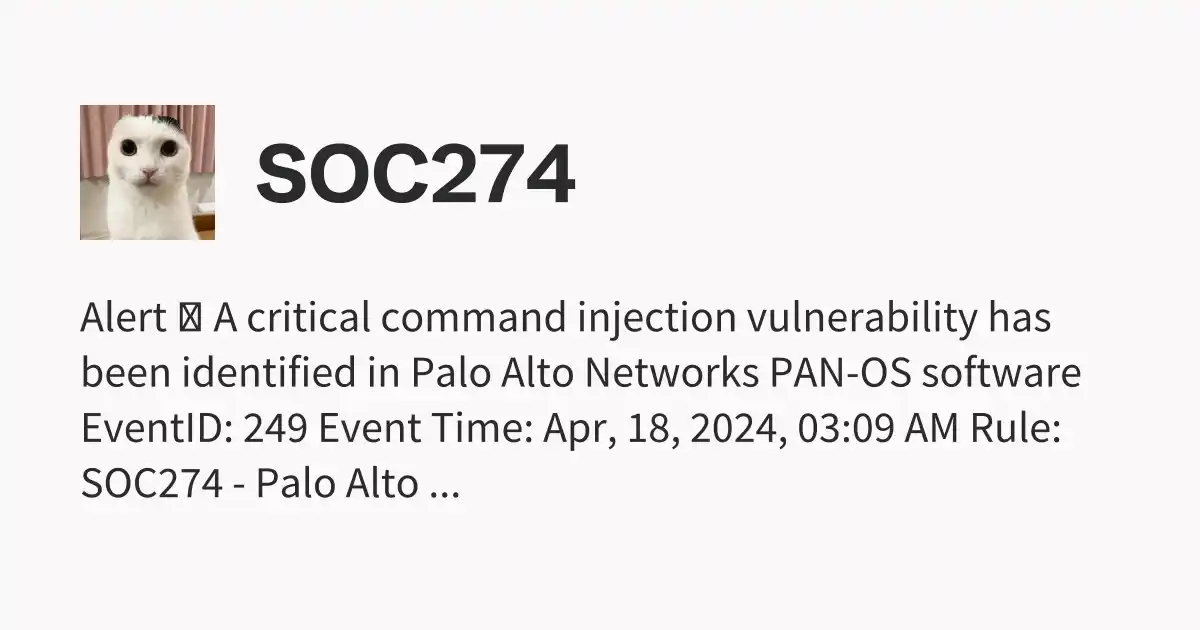 SOC274
Alert A critical command injection vulnerability has
been identified in Palo Alto Networks PAN-OS software
EventID: 249 Event Time: Apr, 18, 2024, 03:09 AM Rule:
SOC274 - Palo Alto ...